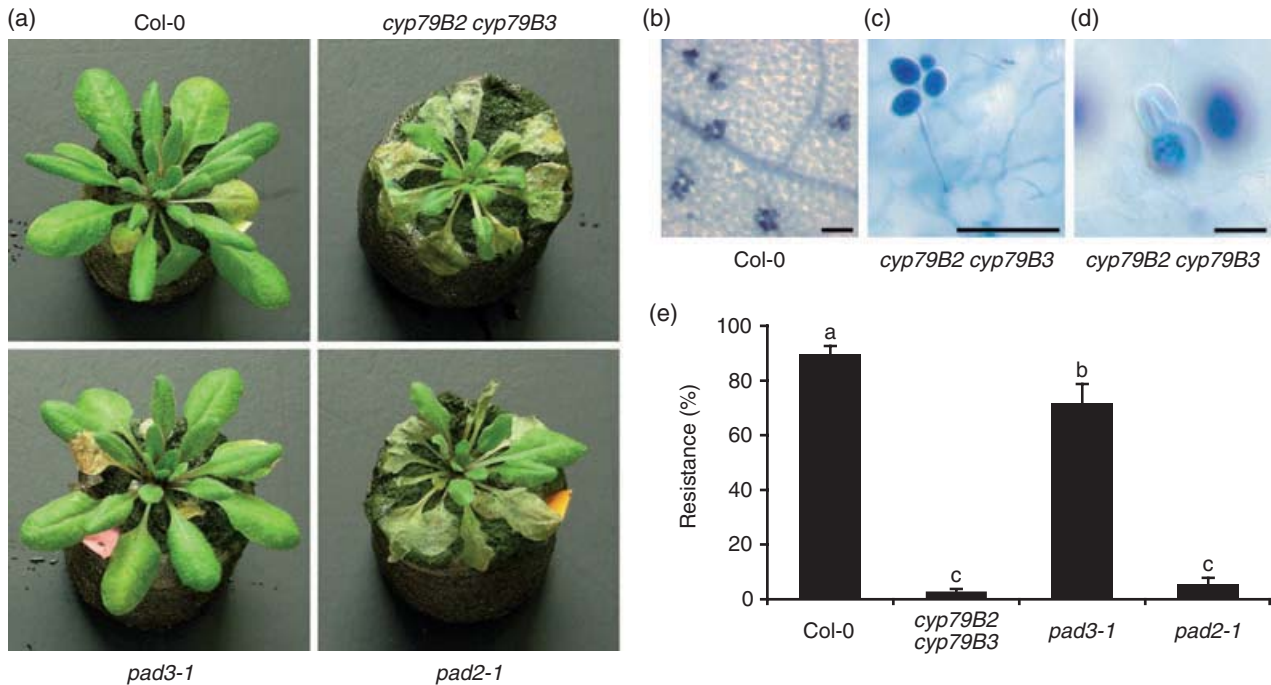 (a)
Col-0
cyp79B2 cyp79B3
pad3-1
pad2-1
(b)
(c)
(d)
Col-0
cyp79B2 cyp79B3
cyp79B2 cyp79B3
(e)
Resistance (%)
100
80
60
40
20
0
a
c
b
c
Col-0
cyp79B2
cyp79B3
pad3-1
pad2-1